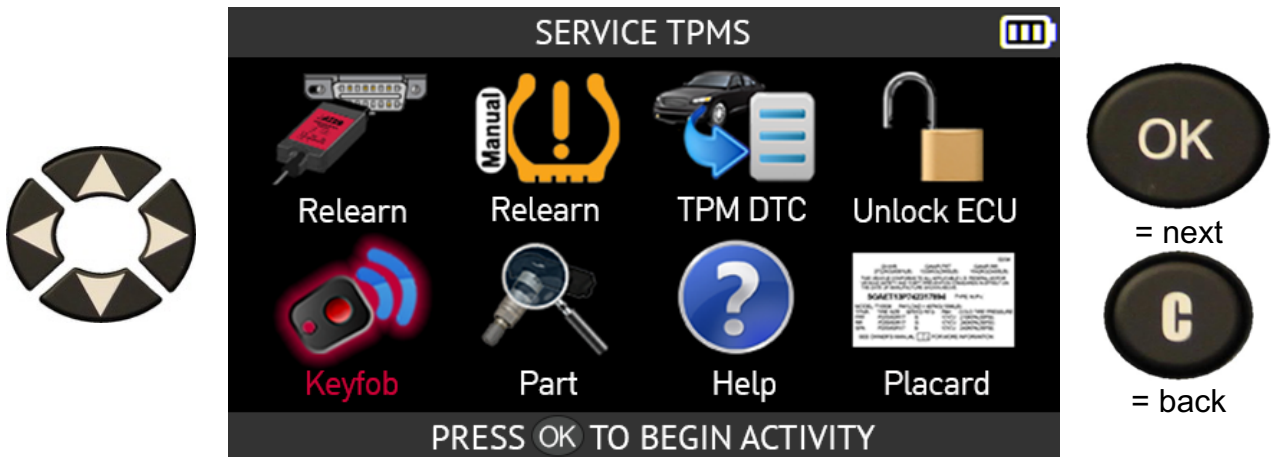 SERVICE TPMS
Manual
Relearn
Relearn
TPM DTC
Unlock ECU
Keyfob
Part
Help
Placard
PRESS OK TO BEGIN ACTIVITY
OK
= next
C
= back